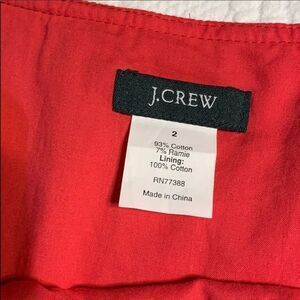 J.CREW
2
93% Cotton
7% Ramie
Lining:
100% Cotton
RN77388
Made in China